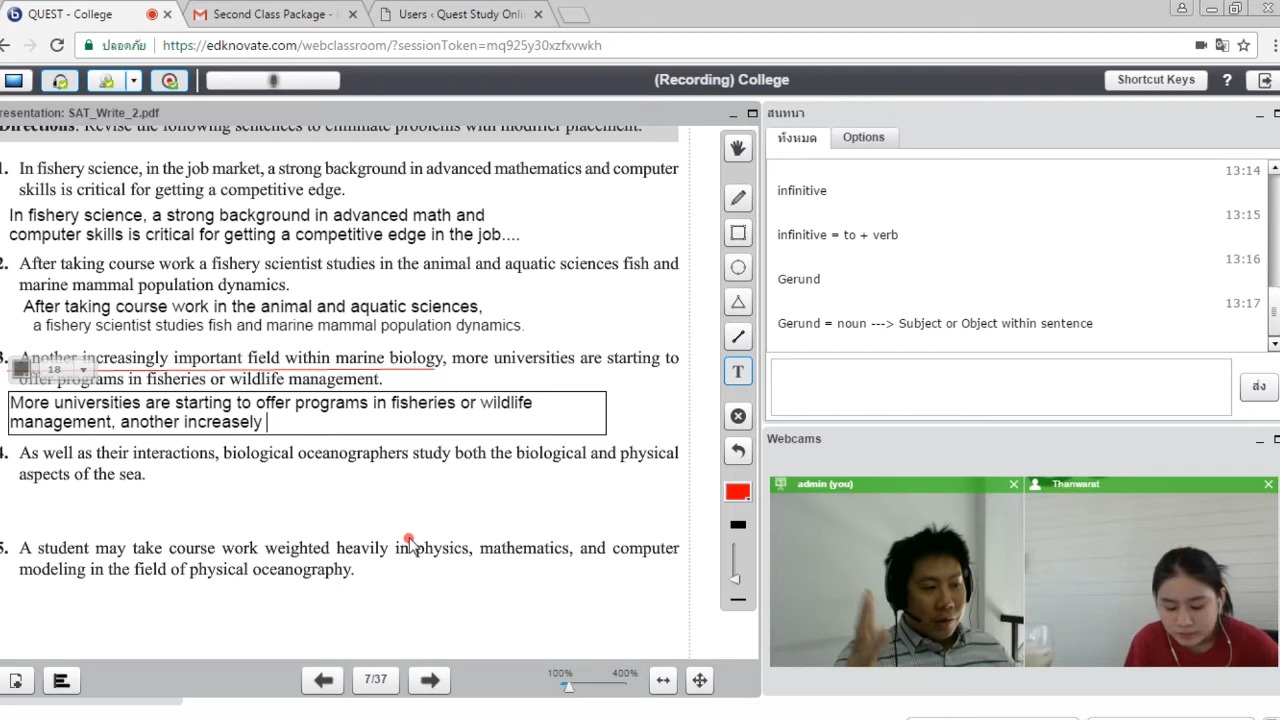 QUEST - College
Second Class Package -
Users ‹ Quest Study Onli
ปลอดภัย
https://edknovate.com/webclassroom/?sessionToken=mq925y30xzfxvwkh
(Recording) College
Shortcut Keys
?
resentation: SAT_Write_2.pdf
Directions: Revise the following sentences to eliminate problems with modifier placement.
1. In fishery science, in the job market, a strong background in advanced mathematics and computer
skills is critical for getting a competitive edge.
In fishery science, a strong background in advanced math and
computer skills is critical for getting a competitive edge in the job....
2. After taking course work a fishery scientist studies in the animal and aquatic sciences fish and
marine mammal population dynamics.
After taking course work in the animal and aquatic sciences,
a fishery scientist studies fish and marine mammal population dynamics.
3. Another increasingly important field within marine biology, more universities are starting to
18
offer programs in fisheries or wildlife management.
More universities are starting to offer programs in fisheries or wildlife
management, another increasely
4. As well as their interactions, biological oceanographers study both the biological and physical
aspects of the sea.
5. A student may take course work weighted heavily in physics, mathematics, and computer
modeling in the field of physical oceanography.
T
7/37
100%
400%
สนทนา
ทั้งหมด
Options
13:14
infinitive
13:15
infinitive = to + verb
13:16
Gerund
13:17
Gerund = noun ---> Subject or Object within sentence
ส่ง
Webcams
admin (you)
Thanwarat